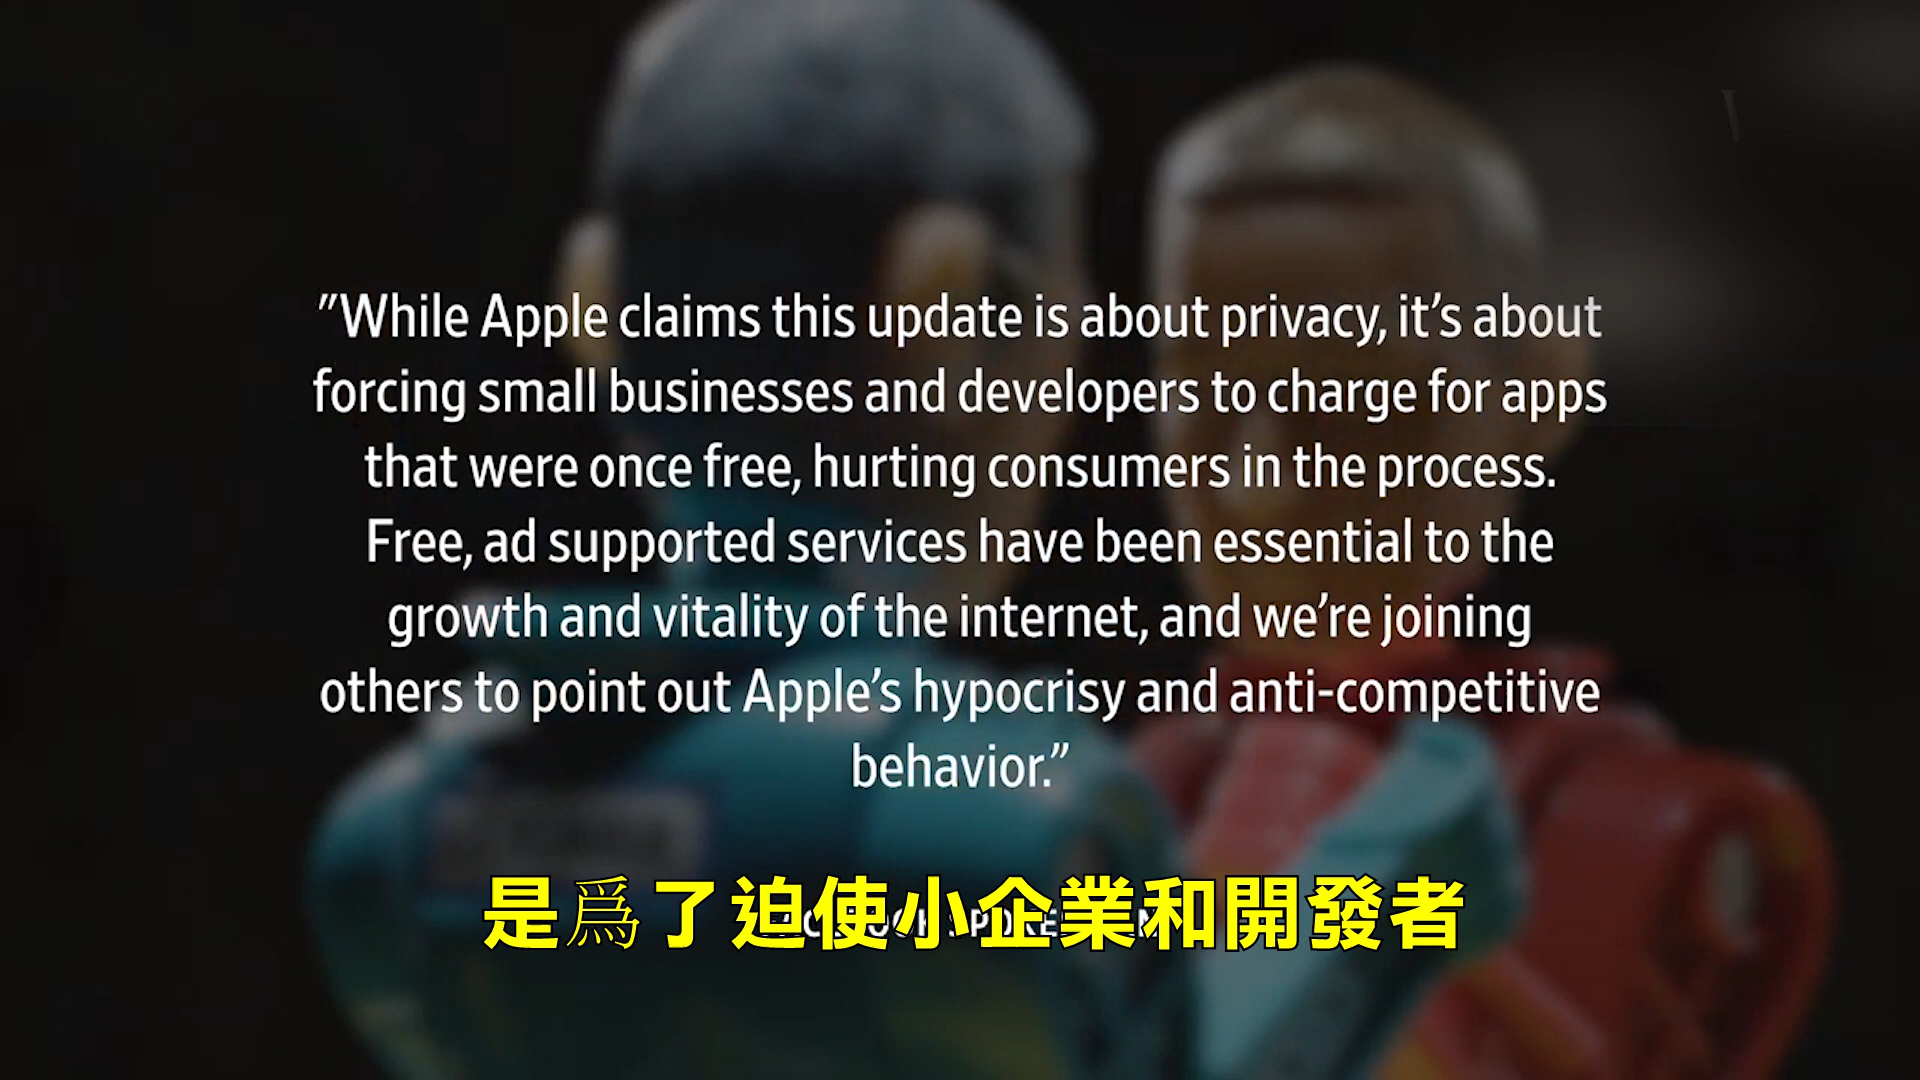 "While Apple claims this update is about privacy, it's about
forcing small businesses and developers to charge for apps
that were once free, hurting consumers in the process.
Free, ad supported services have been essential to the
growth and vitality of the internet, and we're joining
others to point out Apple's hypocrisy and anti-competitive
behavior."
是爲了迫使小企業和開發者